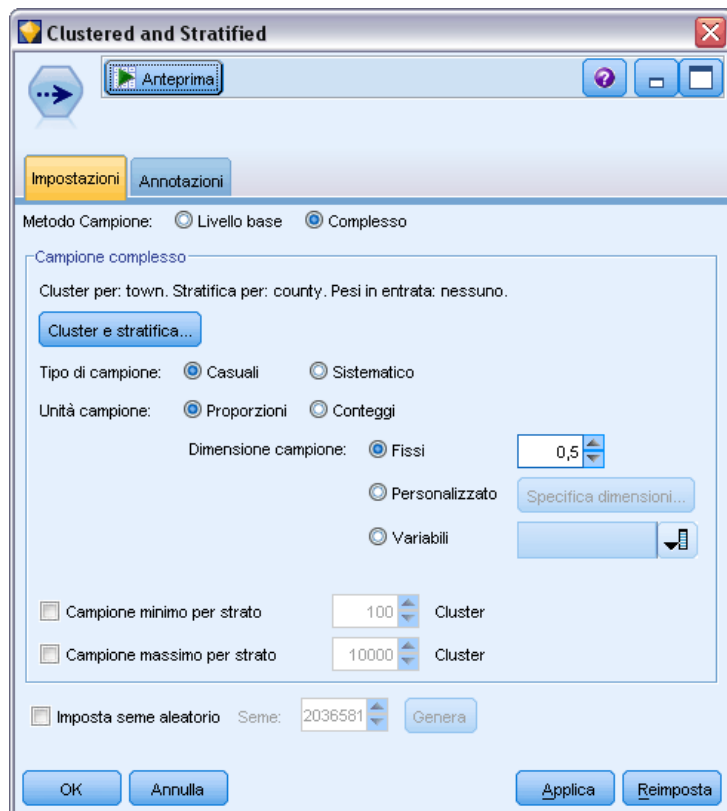 Clustered and Stratified
Anteprima
Impostazioni Annotazioni
Metodo Campione: Livello base Complesso
Campione complesso
Cluster per: town. Stratifica per: county. Pesi in entrata: nessuno.
Cluster e stratifica...
Tipo di campione: Casuali Sistematico
Unità campione: Proporzioni Conteggi
Dimensione campione: Fissi 0,5
Personalizzato Specifica dimensioni...
Variabili
Campione minimo per strato 100 Cluster
Campione massimo per strato 10000 Cluster
Imposta seme aleatorio Seme: 2036581 Genera
OK Annulla Applica Reimposta